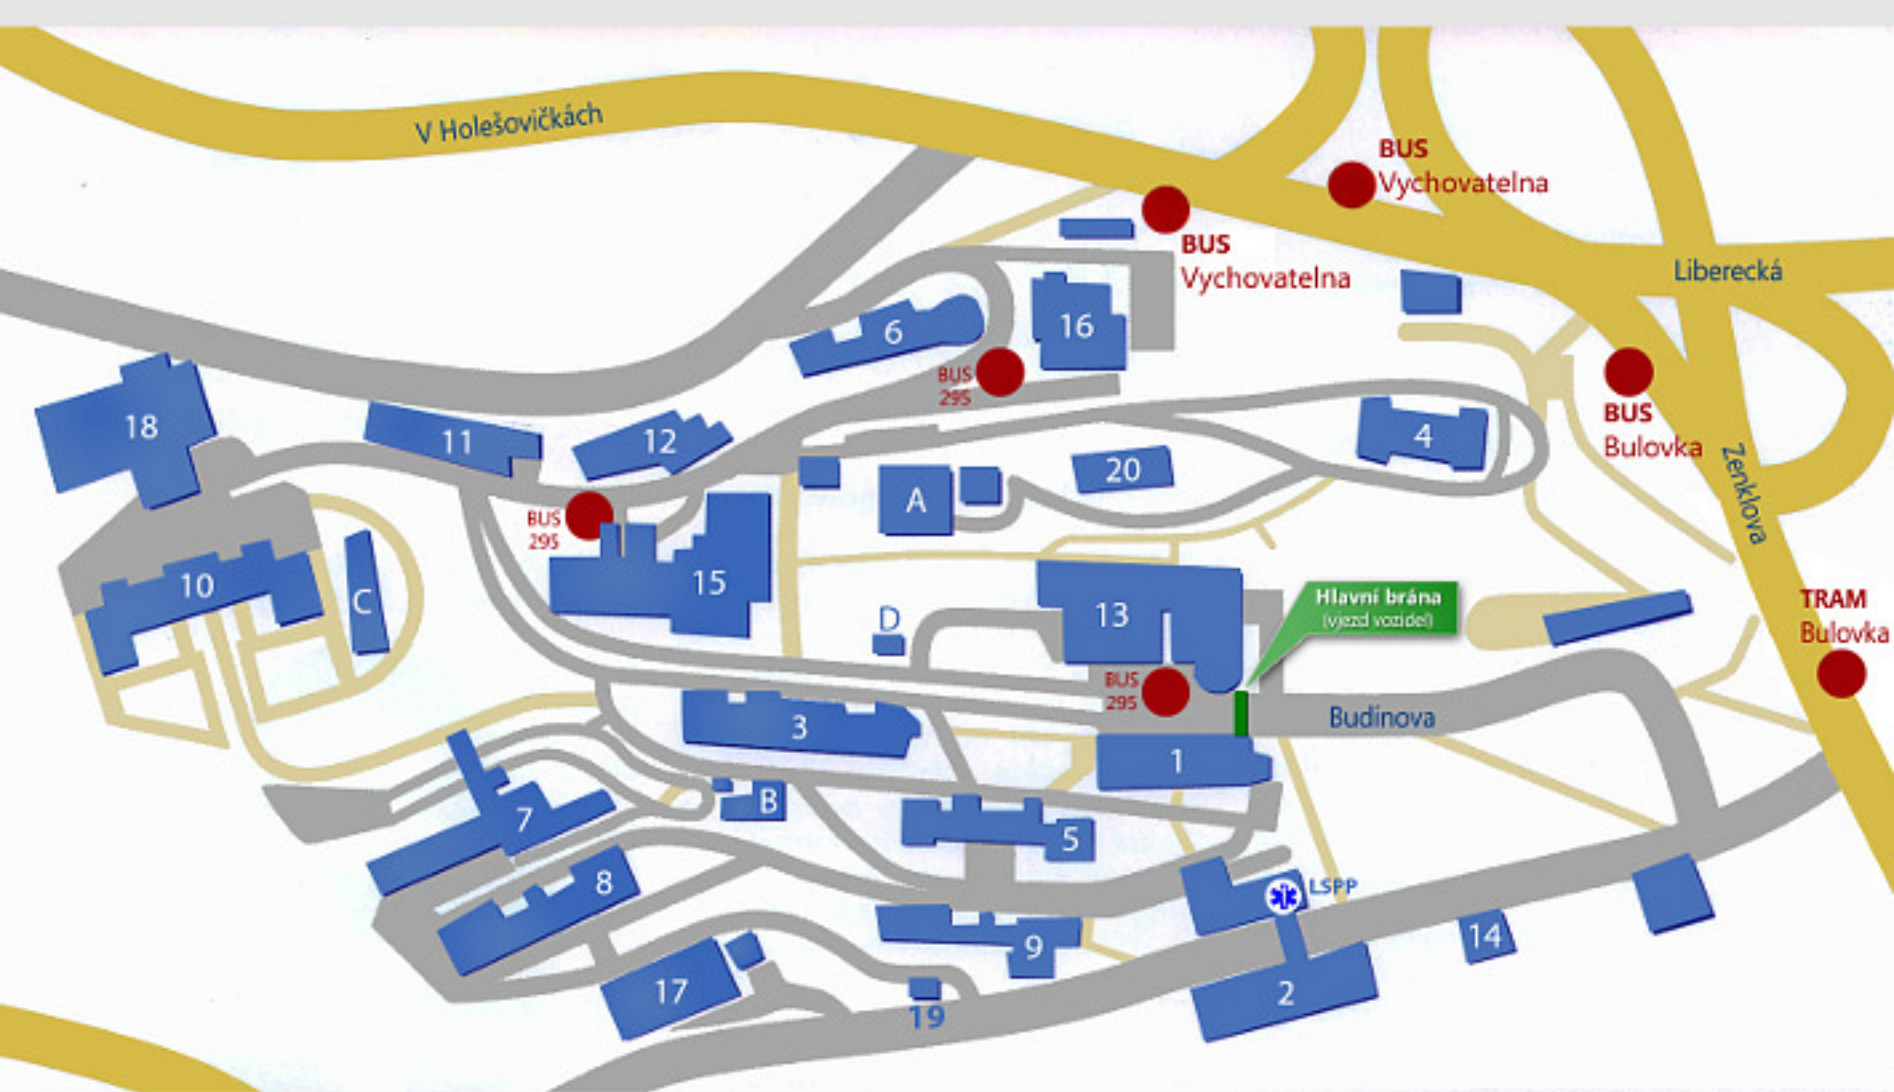 V Holešovičkách
BUS
Vychovatelna
BUS
Vychovatelna
Liberecká
6
16
BUS
295
BUS
Bulovka
18
11
12
4
20
A
Zenklova
BUS
295
10
C
15
D
13
Hlavní brána
(vjezd vozidel)
TRAM
Bulovka
BUS
295
3
Budínova
1
7
B
5
8
LSPP
9
14
17
2
19